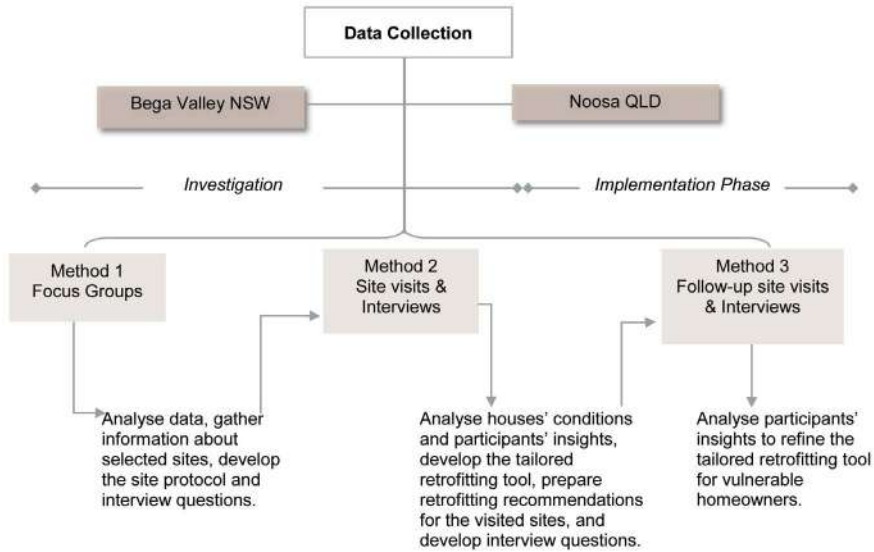 Data Collection
Bega Valley NSW
Noosa QLD
Investigation
Implementation Phase
Method 1
Focus Groups
Method 2
Site visits &
Interviews
Method 3
Follow-up site visits
& Interviews
Analyse data, gather
information about
selected sites, develop
the site protocol and
interview questions.
Analyse houses’ conditions
and participants’ insights,
develop the tailored
retrofitting tool, prepare
retrofitting recommendations
for the visited sites, and
develop interview questions.
Analyse participants’
insights to refine the
tailored retrofitting tool
for vulnerable
homeowners.